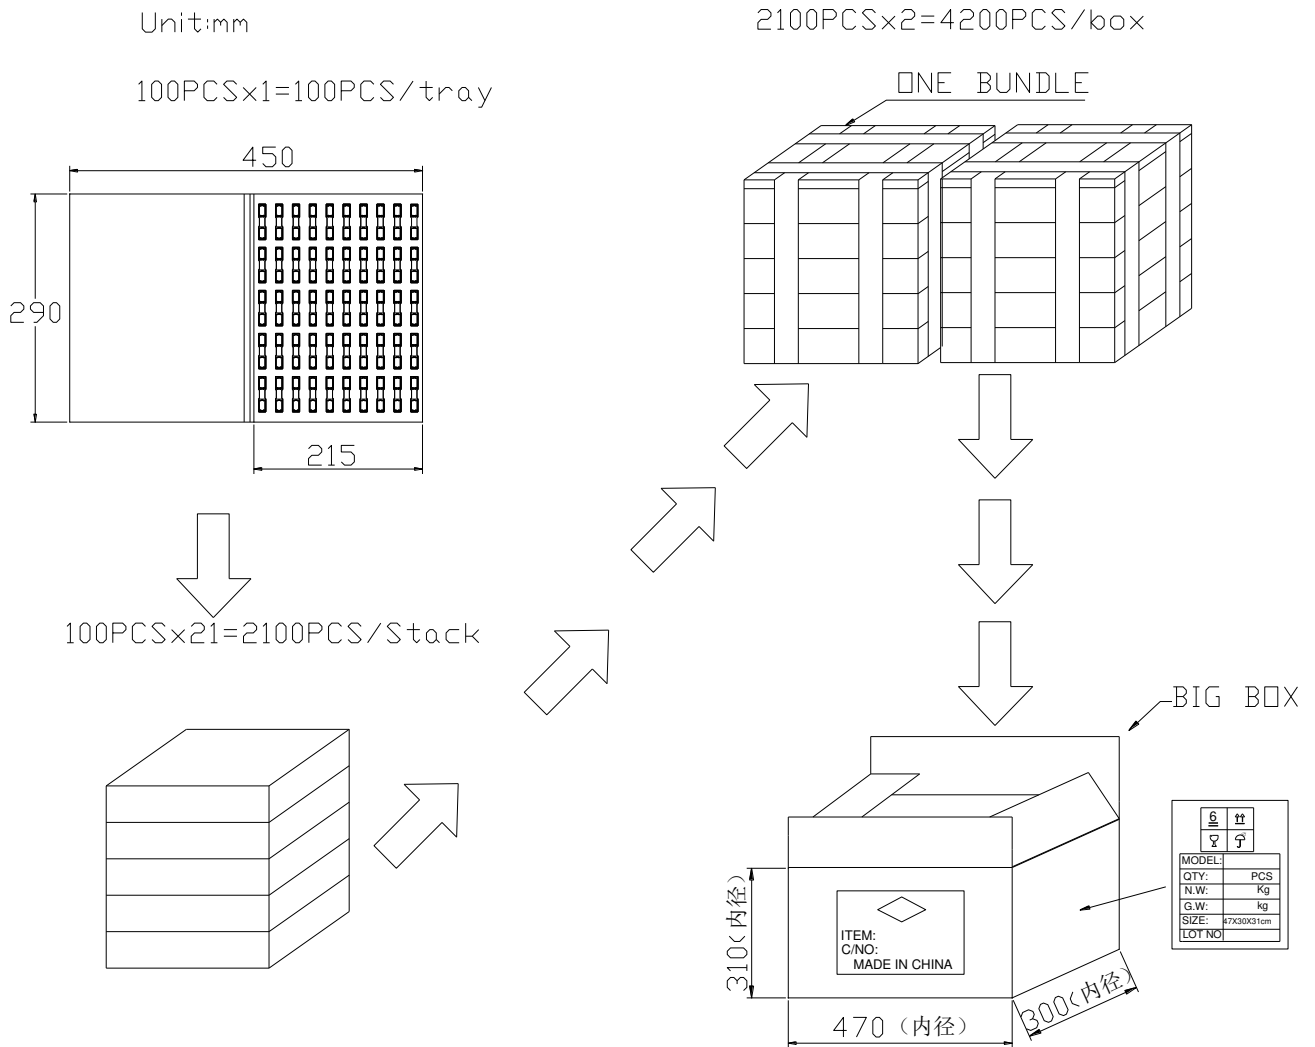 Unit:mm
2100PCSx2=4200PCS/box
100PCSx1=100PCS/tray
ONE BUNDLE
450
290
215
100PCSx21=2100PCS/Stack
BIG BOX
6
MODEL:
QTY: PCS
N.W: Kg
G.W: kg
SIZE: 47X30X31cm
LOT NO
ITEM:
C/NO:
MADE IN CHINA
310(内径)
300(内径)
470（内径）